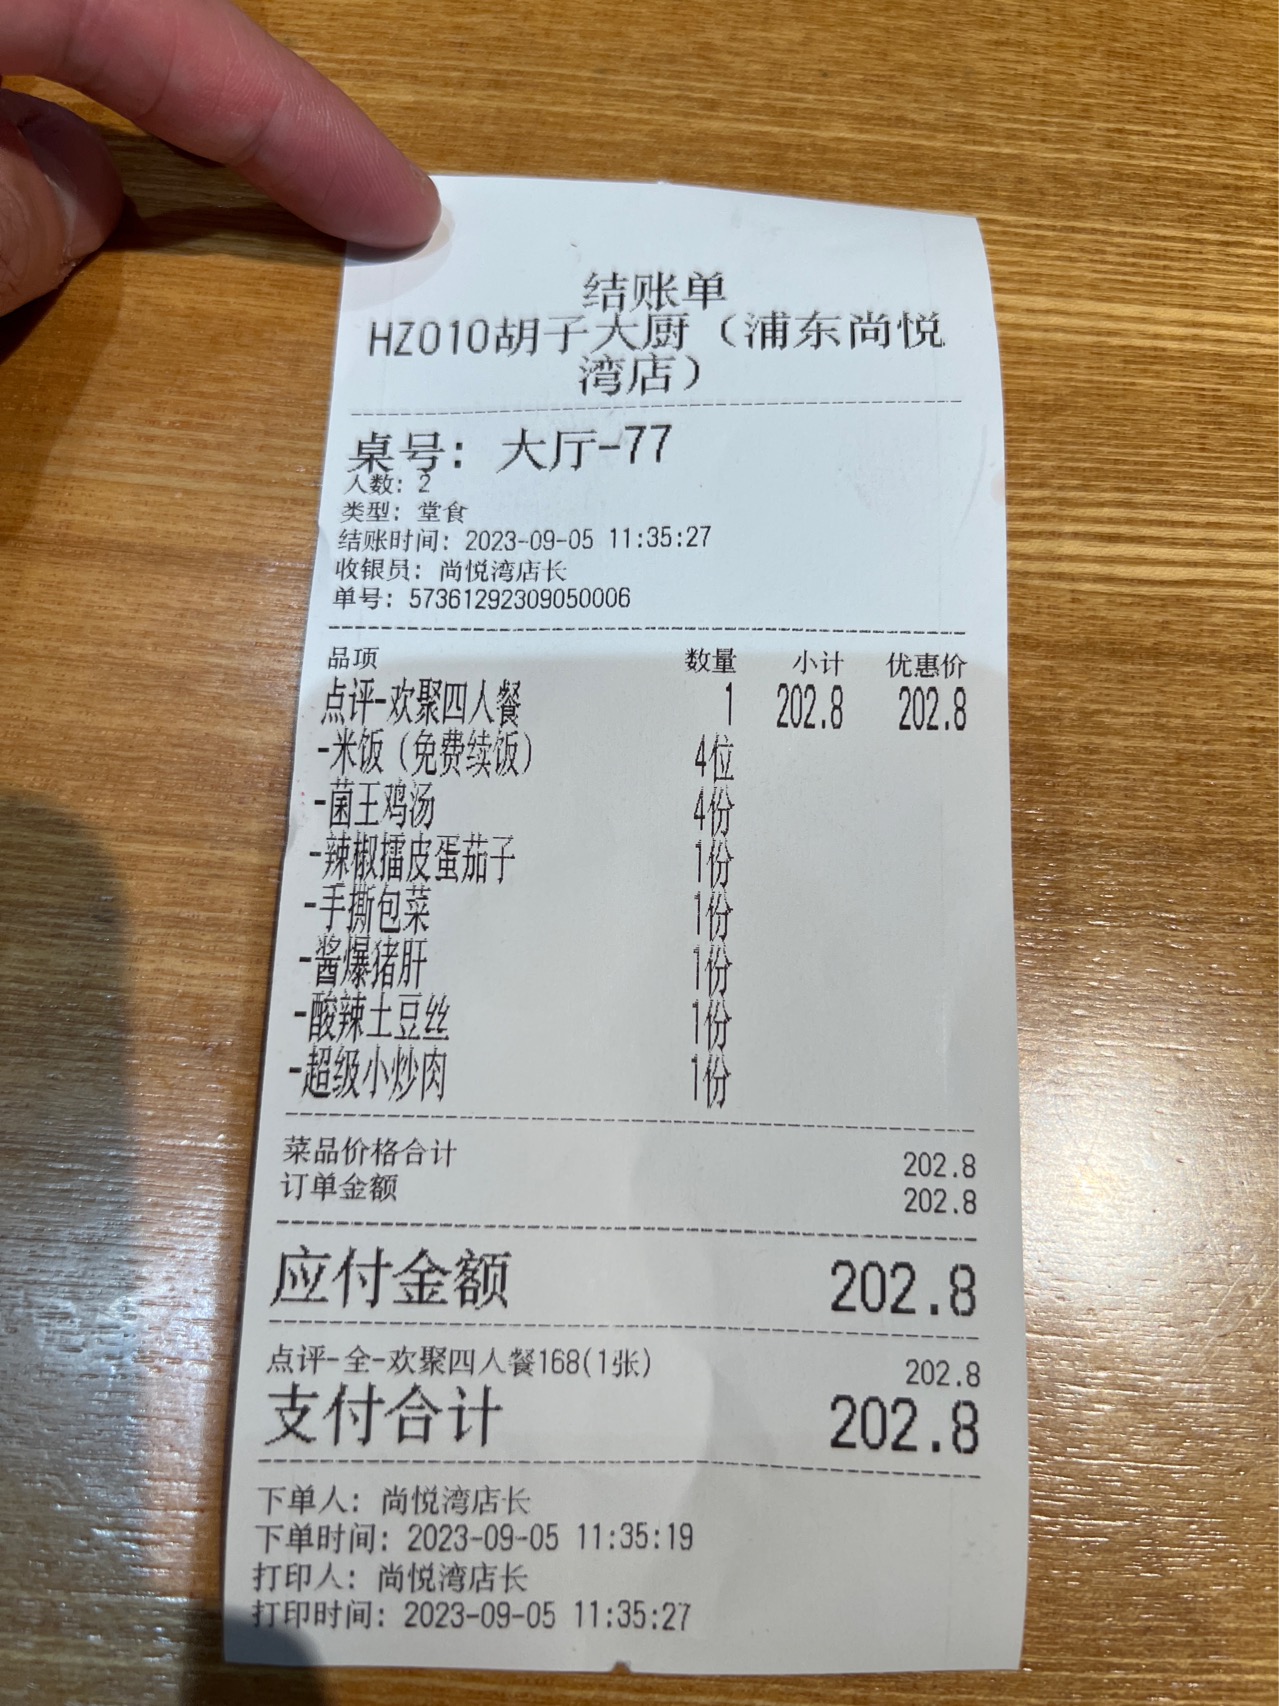 结账单
HZ010胡子大厨（浦东尚悦
湾店）
桌号：大厅-77
人数：2
类型：堂食
结账时间：2023-09-05 11:35:27
收银员：尚悦湾店长
单号：57361292309050006
品项 数量 小计 优惠价
点评-欢聚四人餐 1 202.8 202.8
-米饭（免费续饭） 4位
-菌王鸡汤 4份
-辣椒擂皮蛋茄子 1份
-手撕包菜 1份
-酱爆猪肝 1份
-酸辣土豆丝 1份
-超级小炒肉 1份
菜品价格合计 202.8
订单金额 202.8
应付金额 202.8
点评-全-欢聚四人餐168(1张) 202.8
支付合计 202.8
下单人：尚悦湾店长
下单时间：2023-09-05 11:35:19
打印人：尚悦湾店长
打印时间：2023-09-05 11:35:27